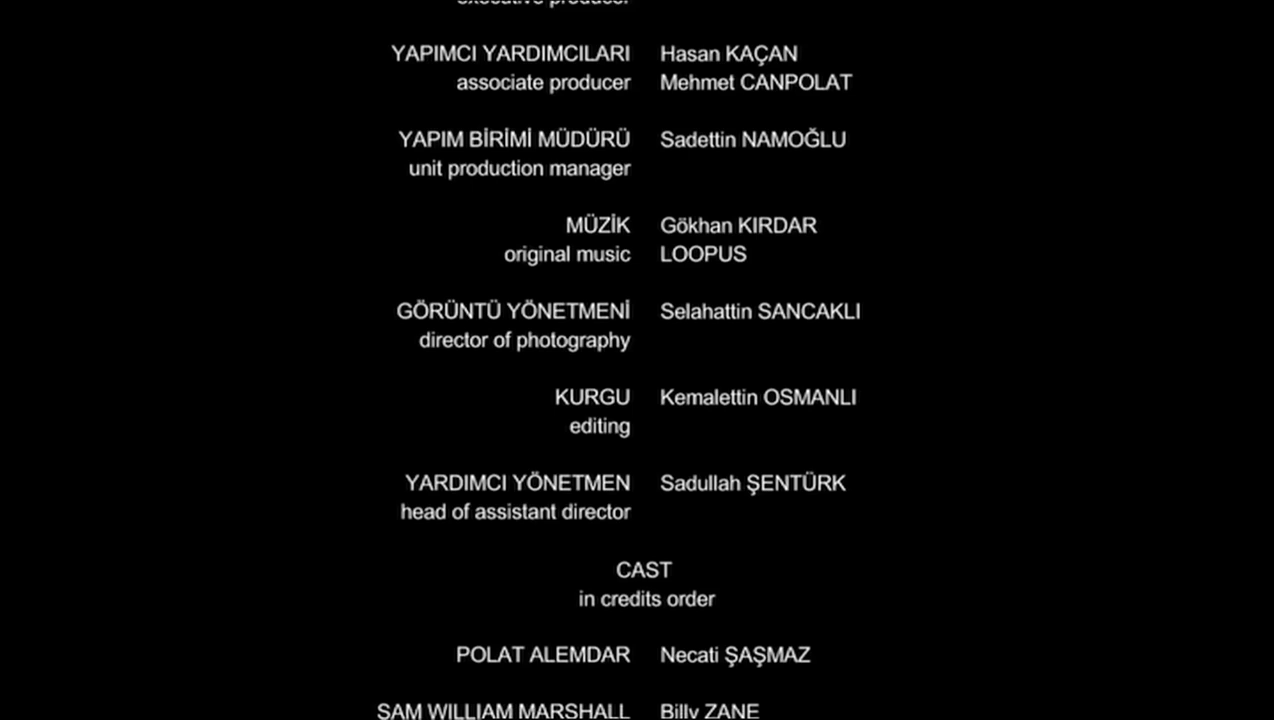 executive producer
YAPIMCI YARDIMCILARI Hasan KAÇAN
associate producer Mehmet CANPOLAT
YAPIM BİRİMİ MÜDÜRÜ Sadettin NAMOĞLU
unit production manager
MÜZİK Gökhan KIRDAR
original music LOOPUS
GÖRÜNTÜ YÖNETMENİ Selahattin SANCAKLI
director of photography
KURGU Kemalettin OSMANLI
editing
YARDIMCI YÖNETMEN Sadullah ŞENTÜRK
head of assistant director
CAST
in credits order
POLAT ALEMDAR Necati ŞAŞMAZ
SAM WILLIAM MARSHALL Billy ZANE